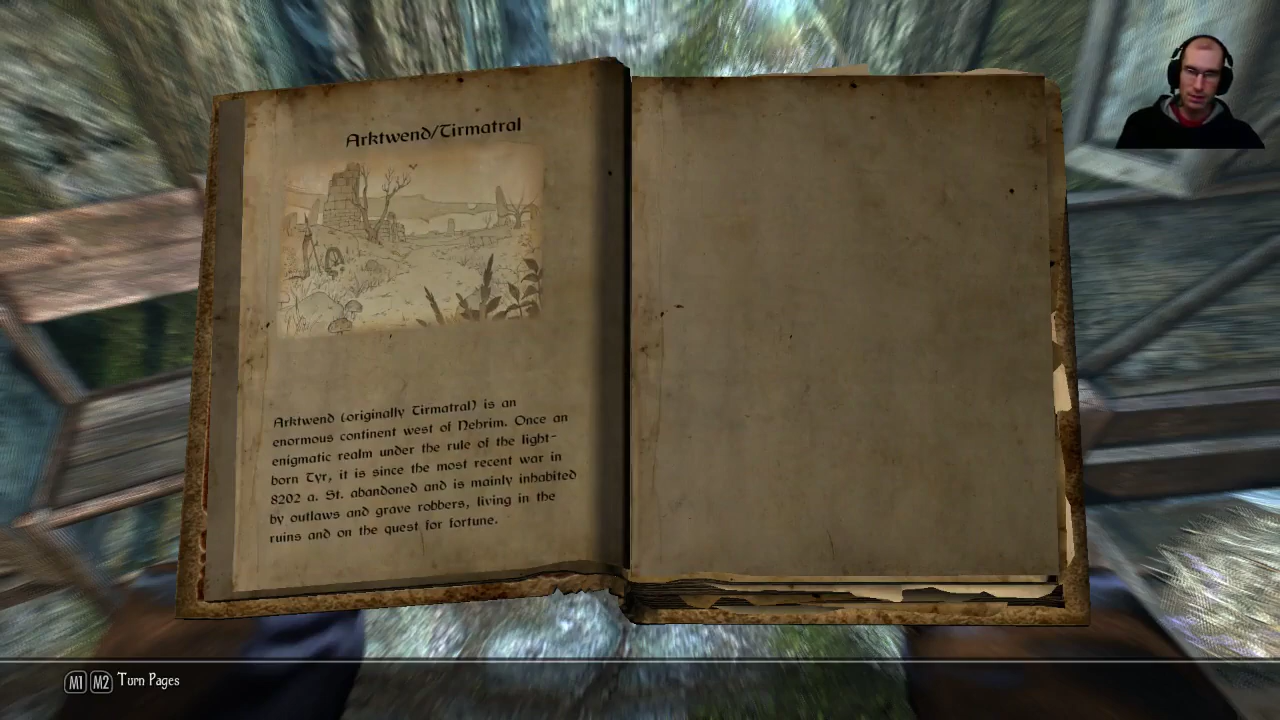 Arktwend/Tirmatral
Arktwend (originally Tirmatral) is an
enormous continent west of Nehrim. Once an
enigmatic realm under the rule of the light-
born Tyr, it is since the most recent war in
8202 a. St. abandoned and is mainly inhabited
by outlaws and grave robbers, living in the
ruins and on the quest for fortune.
M1 M2 Turn Pages